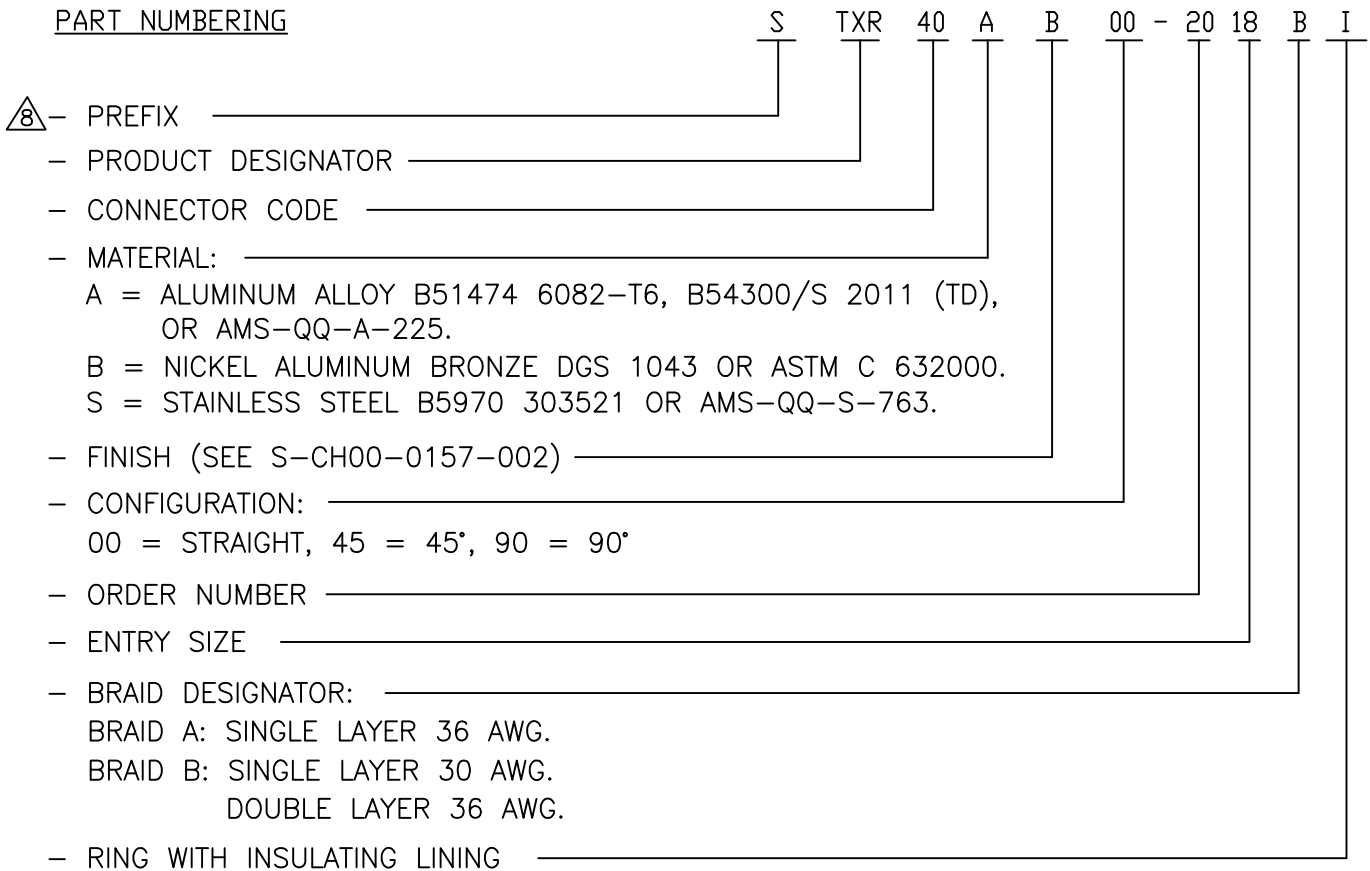 PART NUMBERING S TXR 40 A B 00 - 20 18 B I
8 - PREFIX
- PRODUCT DESIGNATOR
- CONNECTOR CODE
- MATERIAL:
A = ALUMINUM ALLOY B51474 6082-T6, B54300/S 2011 (TD),
OR AMS-QQ-A-225.
B = NICKEL ALUMINUM BRONZE DGS 1043 OR ASTM C 632000.
S = STAINLESS STEEL B5970 303521 OR AMS-QQ-S-763.
- FINISH (SEE S-CH00-0157-002)
- CONFIGURATION:
00 = STRAIGHT, 45 = 45°, 90 = 90°
- ORDER NUMBER
- ENTRY SIZE
- BRAID DESIGNATOR:
BRAID A: SINGLE LAYER 36 AWG.
BRAID B: SINGLE LAYER 30 AWG.
DOUBLE LAYER 36 AWG.
- RING WITH INSULATING LINING